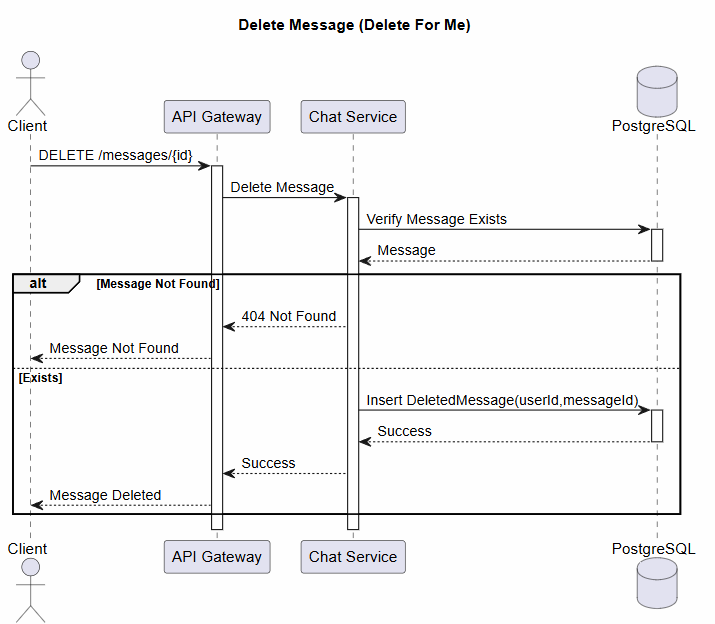 Delete Message (Delete For Me)
Client
API Gateway
Chat Service
PostgreSQL
DELETE /messages/{id}
Delete Message
Verify Message Exists
Message
alt
[Message Not Found]
404 Not Found
Message Not Found
[Exists]
Insert DeletedMessage(userId,messageId)
Success
Success
Message Deleted
Client
API Gateway
Chat Service
PostgreSQL